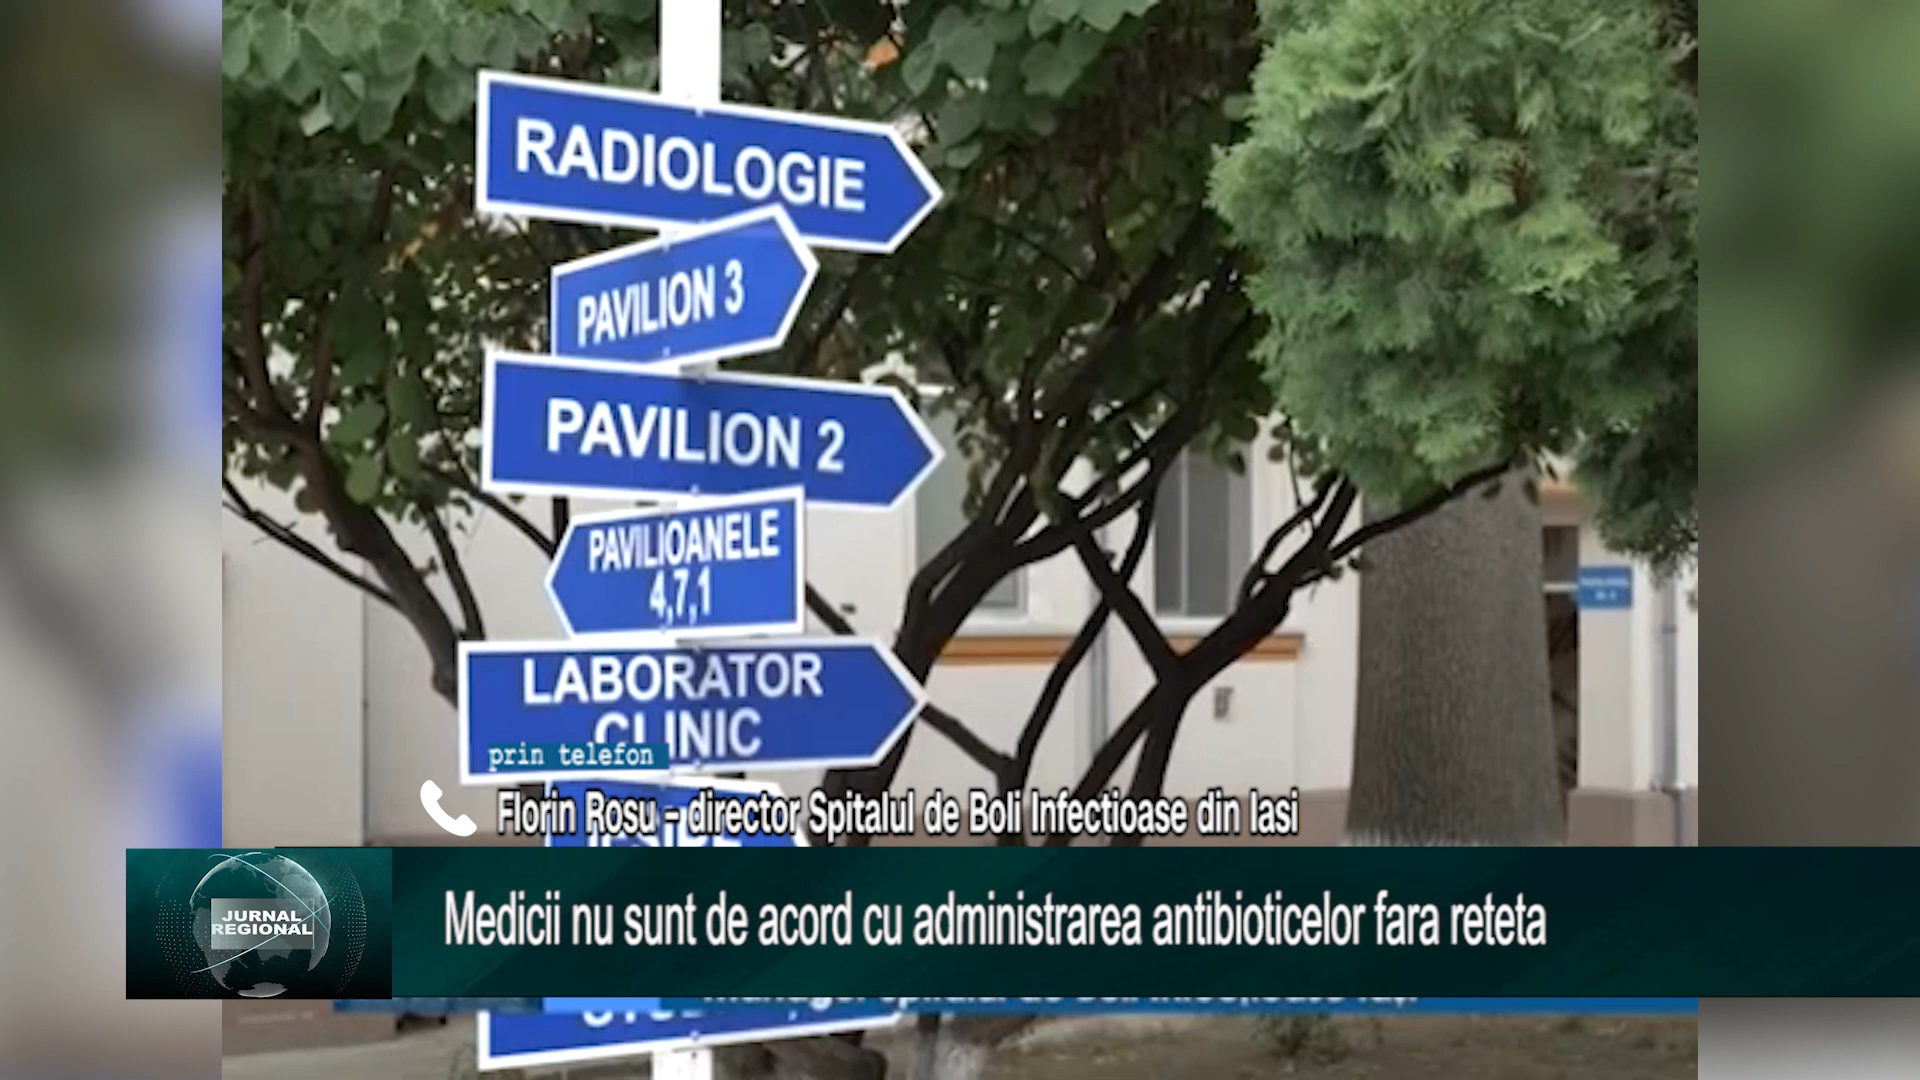 RADIOLOGIE
PAVILION 3
PAVILION 2
PAVILIOANELE
4,7,1
LABORATOR
CLINIC
prin telefon
Florin Rosu - director Spitalul de Boli Infectioase din Iasi
JURNAL
REGIONAL
Medicii nu sunt de acord cu administrarea antibioticelor fara reteta